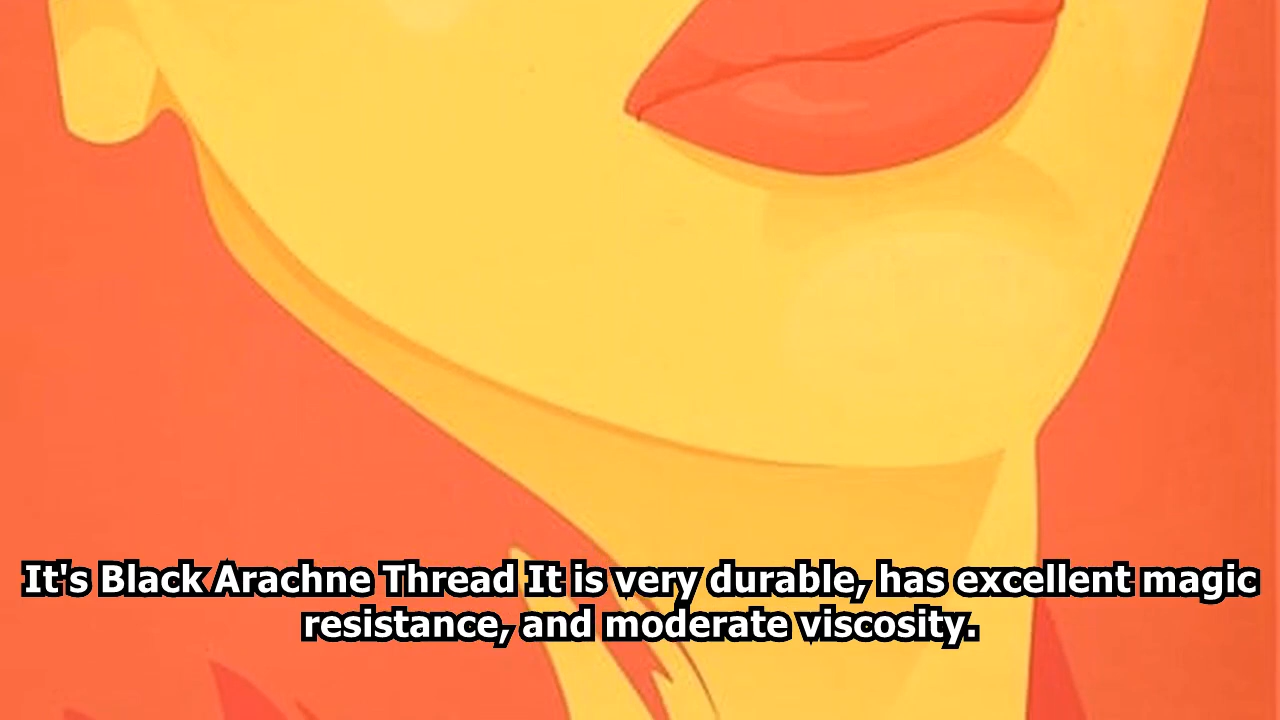 It's Black Arachne Thread It is very durable, has excellent magic
resistance, and moderate viscosity.